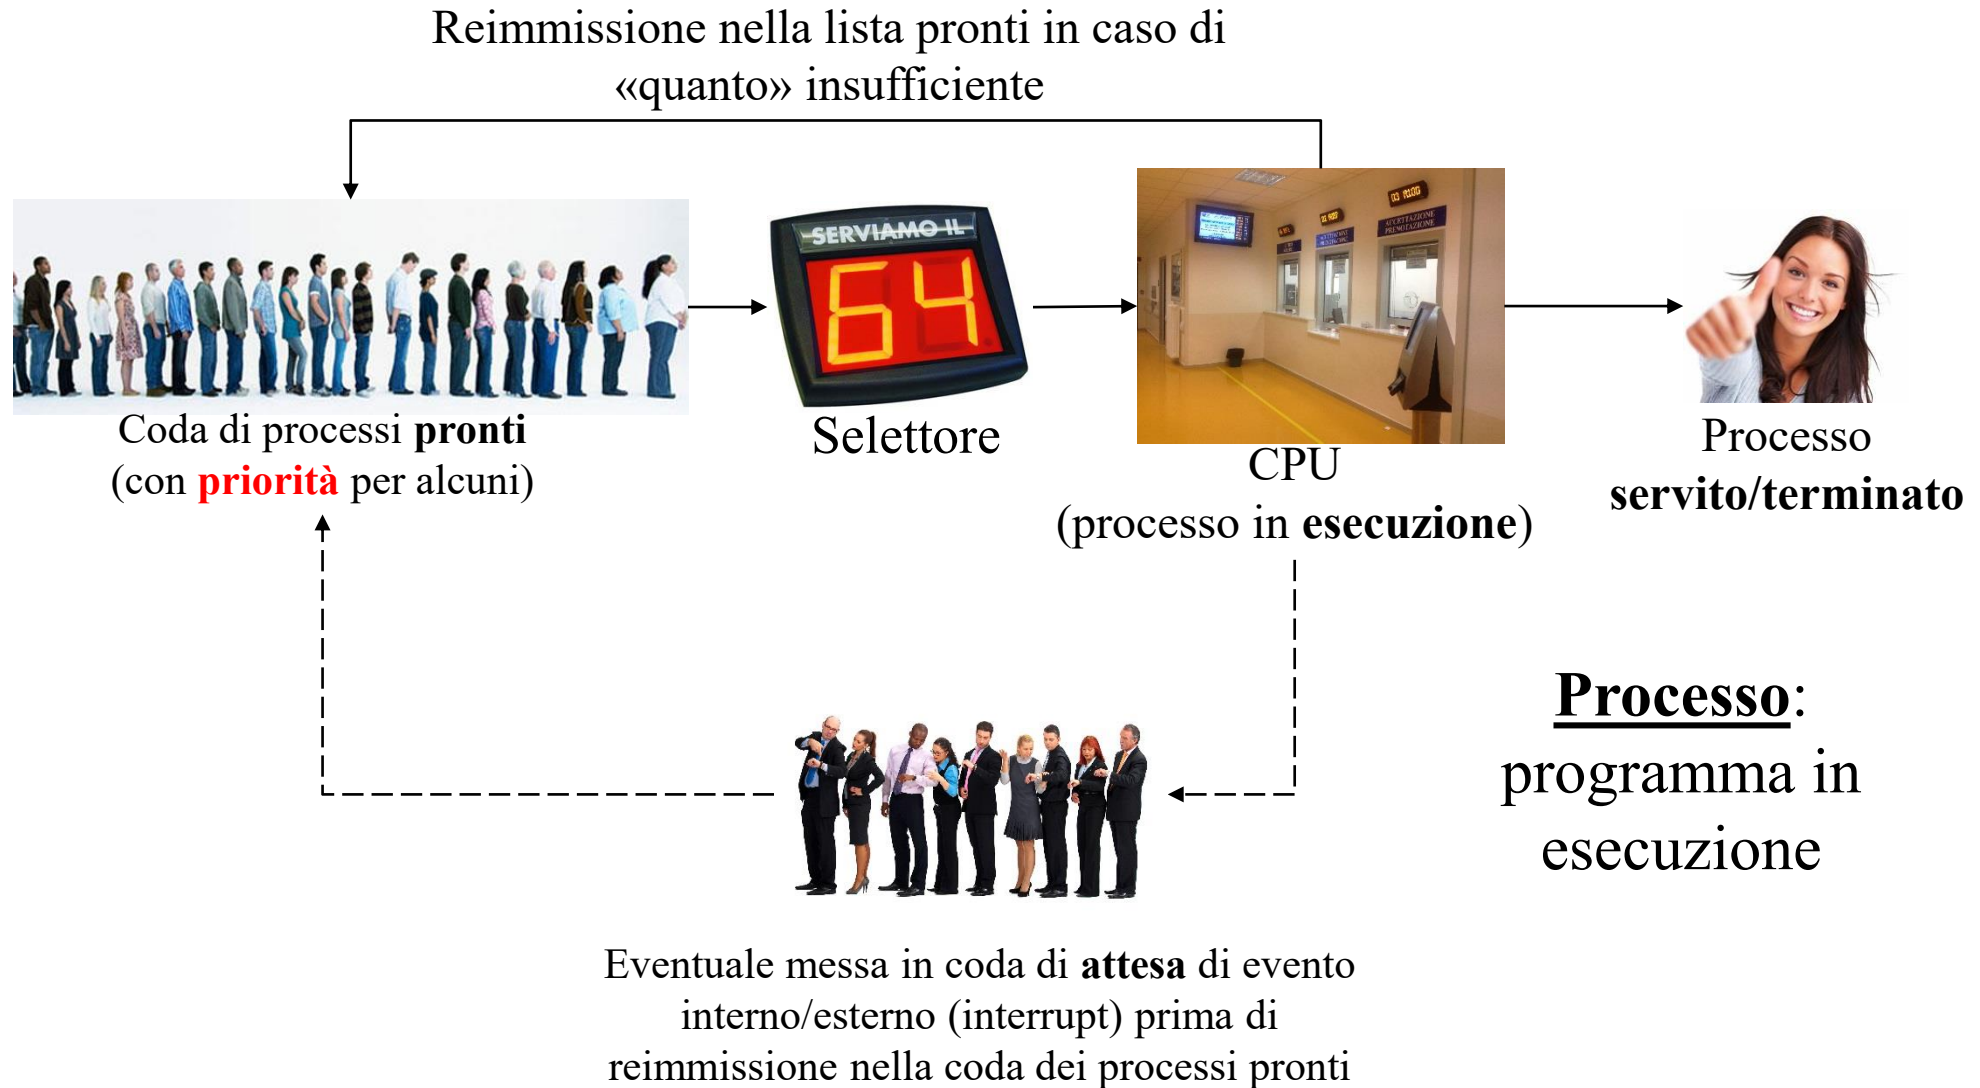 Reimmissione nella lista pronti in caso di
«quanto» insufficiente
SERVIAMO IL
64
ACCETTAZIONE
PRENOTAZIONE
Coda di processi pronti
(con priorità per alcuni)
Selettore
CPU
(processo in esecuzione)
Processo
servito/terminato
Processo:
programma in
esecuzione
Eventuale messa in coda di attesa di evento
interno/esterno (interrupt) prima di
reimmissione nella coda dei processi pronti